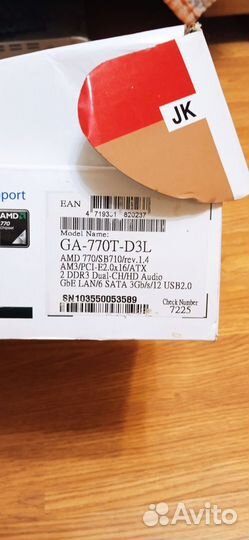 JK
port
AMD
770
Chipset
EAN
4 719331 820237
Model Name:
GA-770T-D3L
AMD 770/SB710/rev.1.4
AM3/PCI-E2.0x16/ATX
2 DDR3 Dual-CH/HD Audio
GbE LAN/6 SATA 3Gb/s/12 USB2.0
SN103550053589
Check Number
7225
Avito